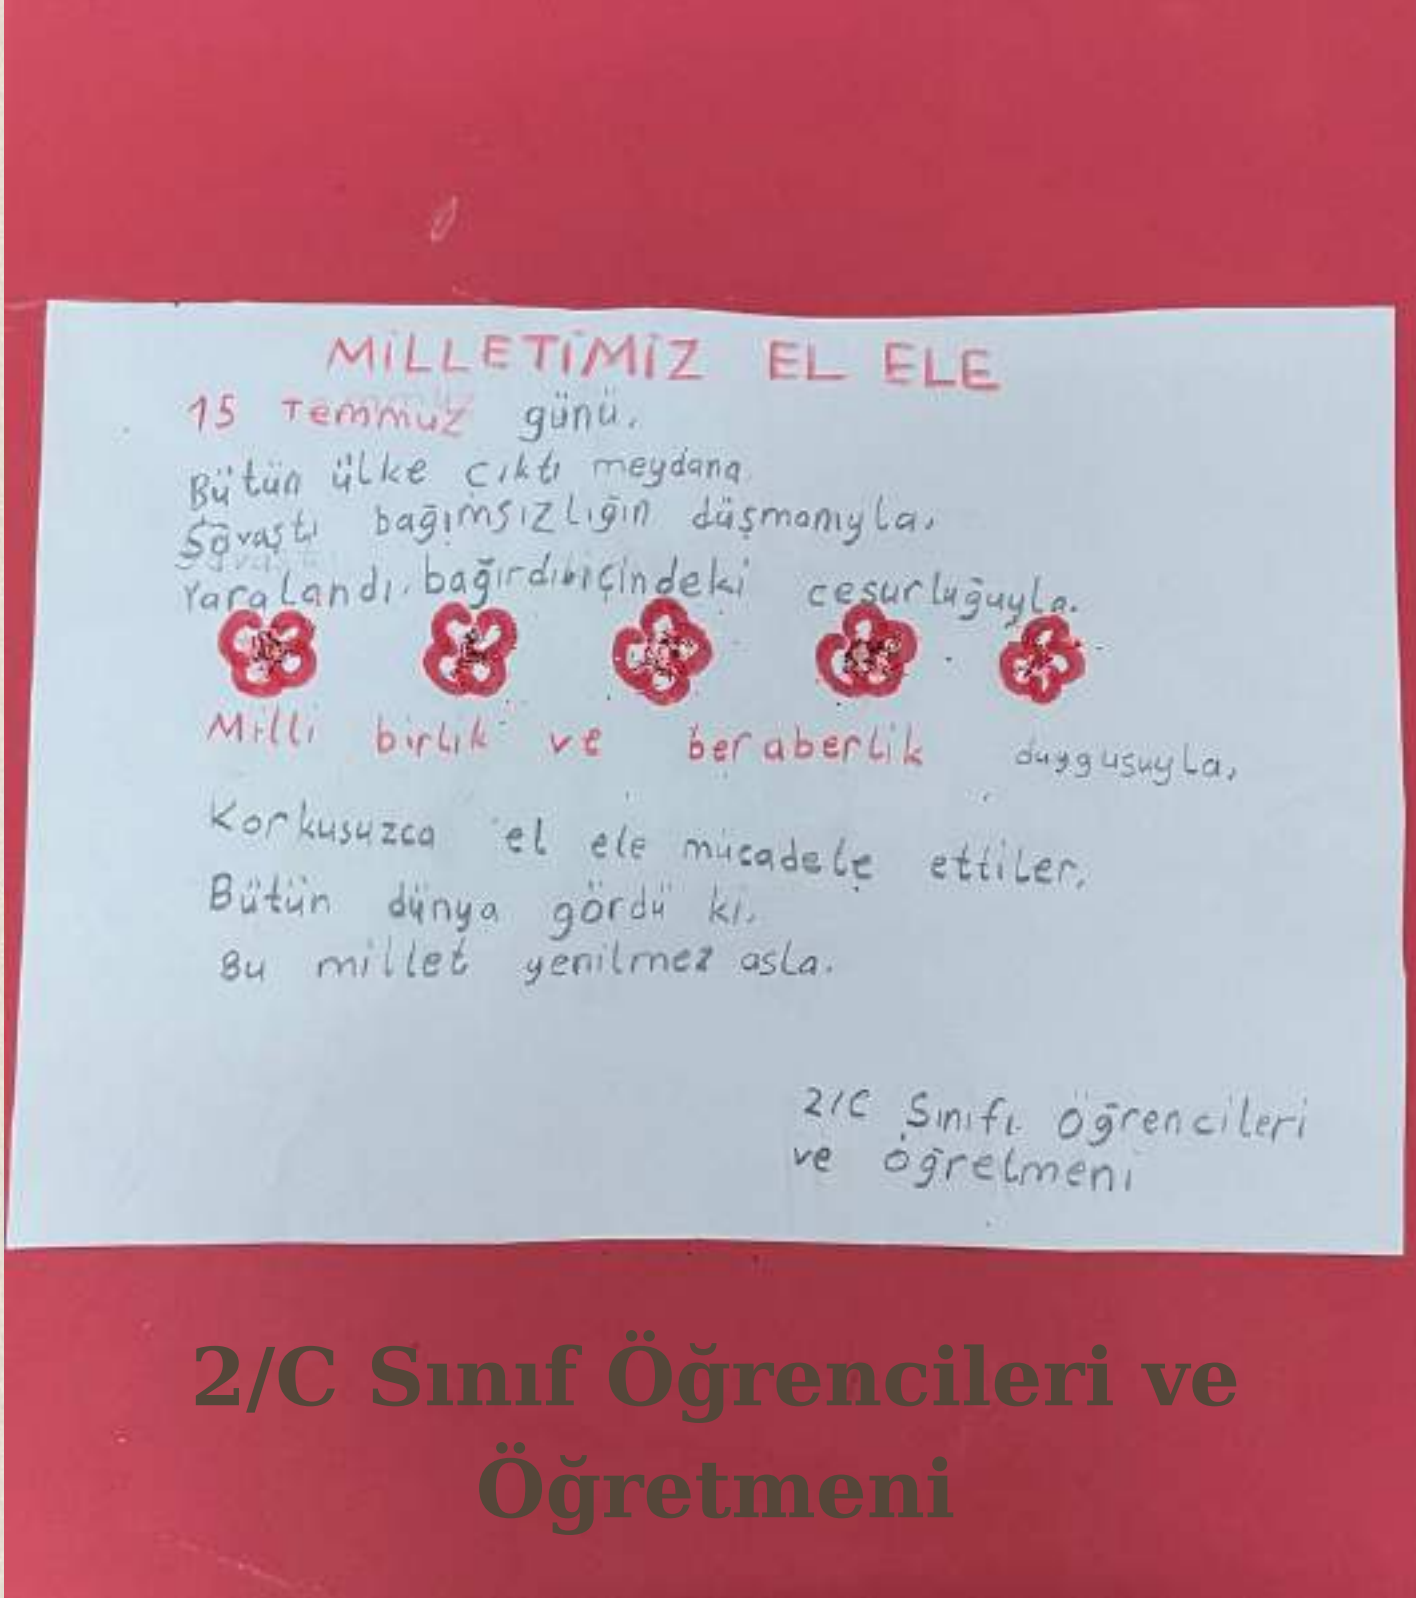 MİLLETİMİZ EL ELE
15 Temmuz günü,
Bütün ülke çıktı meydana
Savaştı bağımsızlığın düşmanıyla,
Yaralandı, bağırdı içindeki cesurluğuyla.
Milli birlik ve beraberlik duygusuyla,
Korkusuzca el ele mücadele ettiler,
Bütün dünya gördü ki,
Bu millet yenilmez asla.
2/C Sınıfı Öğrencileri
ve öğretmeni
2/C Sınıf Öğrencileri ve
Öğretmeni